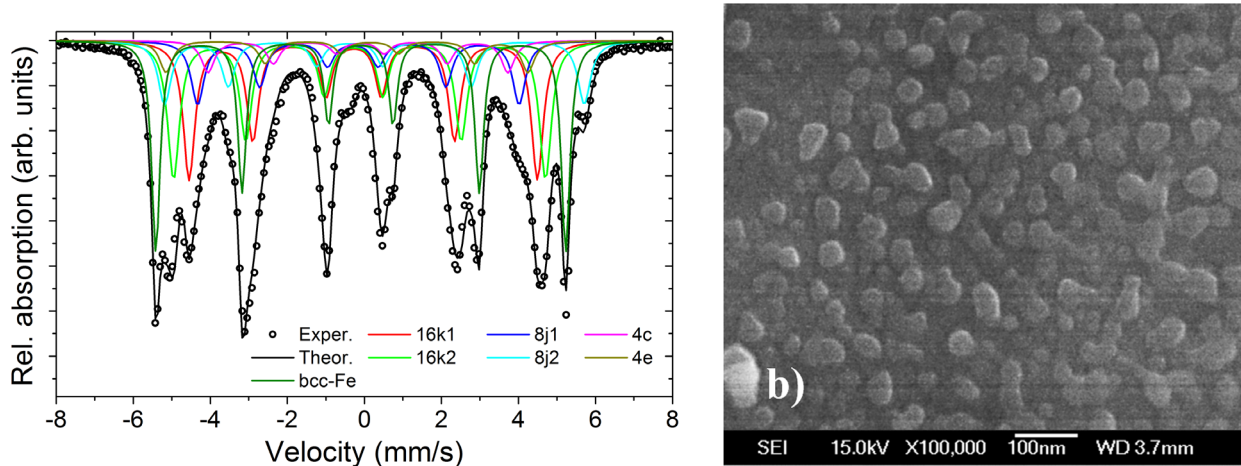 Rel. absorption (arb. units)
Exper. 16k1 8j1 4c
Theor. 16k2 8j2 4e
bcc-Fe
-8 -6 -4 -2 0 2 4 6 8
Velocity (mm/s)
b)
SEI 15.0kV X100,000 100nm WD 3.7mm